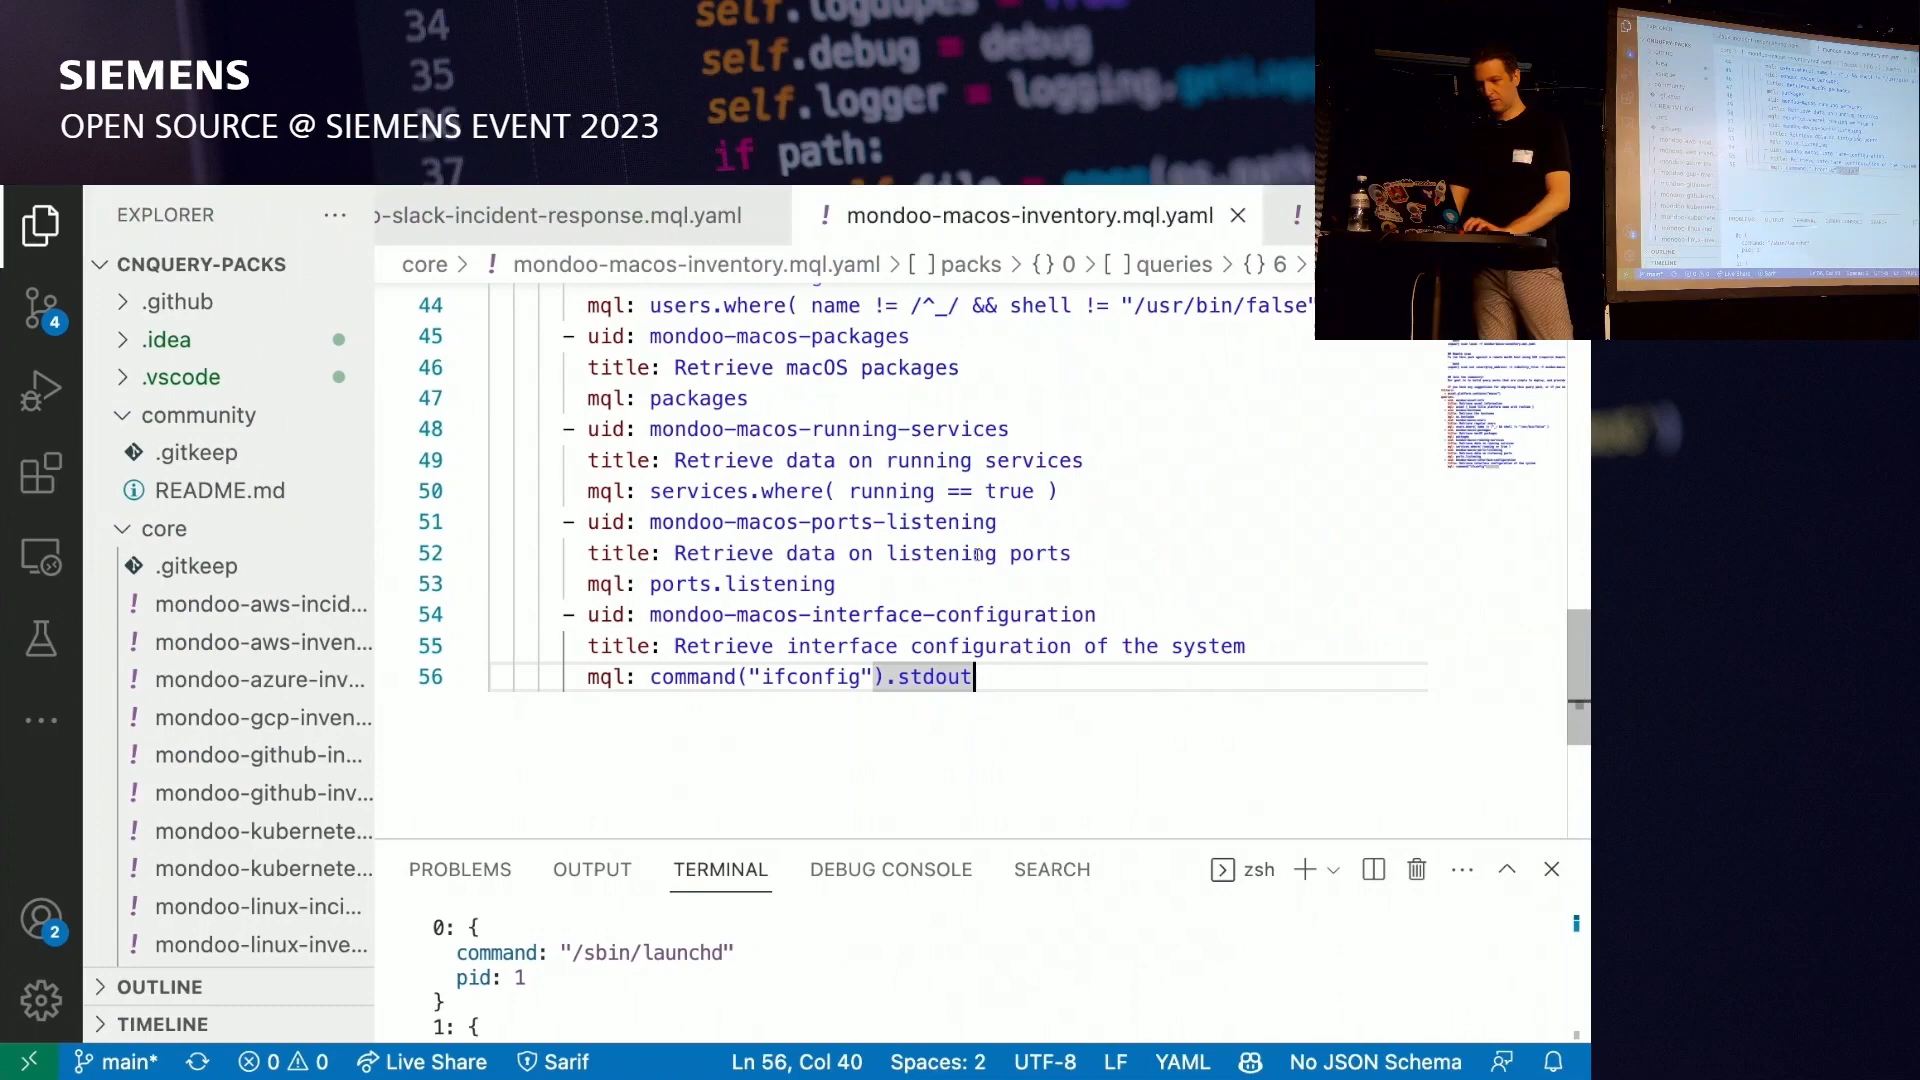 SIEMENS
OPEN SOURCE @ SIEMENS EVENT 2023
34
35
37
self.debug = debug
self.logger = logging.
if path:
EXPLORER
CNQUERY-PACKS
.github
.idea
.vscode
community
.gitkeep
README.md
core
.gitkeep
mondoo-aws-incid...
mondoo-aws-inven...
mondoo-azure-inv...
mondoo-gcp-inven...
mondoo-github-in...
mondoo-github-inv...
mondoo-kubernete...
mondoo-kubernete...
mondoo-linux-inci...
mondoo-linux-inve...
OUTLINE
TIMELINE
4
2
o-slack-incident-response.mql.yaml
! mondoo-macos-inventory.mql.yaml
core > ! mondoo-macos-inventory.mql.yaml > [ ] packs > {} 0 > [ ] queries > {} 6 >
44 mql: users.where( name != /^_/ && shell != "/usr/bin/false"
45 - uid: mondoo-macos-packages
46 title: Retrieve macOS packages
47 mql: packages
48 - uid: mondoo-macos-running-services
49 title: Retrieve data on running services
50 mql: services.where( running == true )
51 - uid: mondoo-macos-ports-listening
52 title: Retrieve data on listening ports
53 mql: ports.listening
54 - uid: mondoo-macos-interface-configuration
55 title: Retrieve interface configuration of the system
56 mql: command("ifconfig").stdout
PROBLEMS OUTPUT TERMINAL DEBUG CONSOLE SEARCH
zsh
0: {
command: "/sbin/launchd"
pid: 1
}
1: {
main* 0 0 Live Share Sarif
Ln 56, Col 40 Spaces: 2 UTF-8 LF YAML No JSON Schema